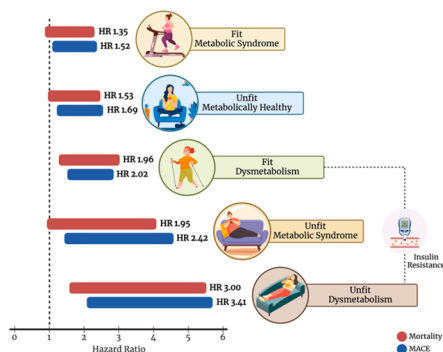 HR 1.35
HR 1.52
Fit
Metabolic Syndrome
HR 1.53
HR 1.69
Unfit
Metabolically Healthy
HR 1.96
HR 2.02
Fit
Dysmetabolism
HR 1.95
HR 2.42
Unfit
Metabolic Syndrome
Insulin
Resistance
HR 3.00
HR 3.41
Unfit
Dysmetabolism
0 1 2 3 4 5 6
Hazard Ratio
Mortality
MACE